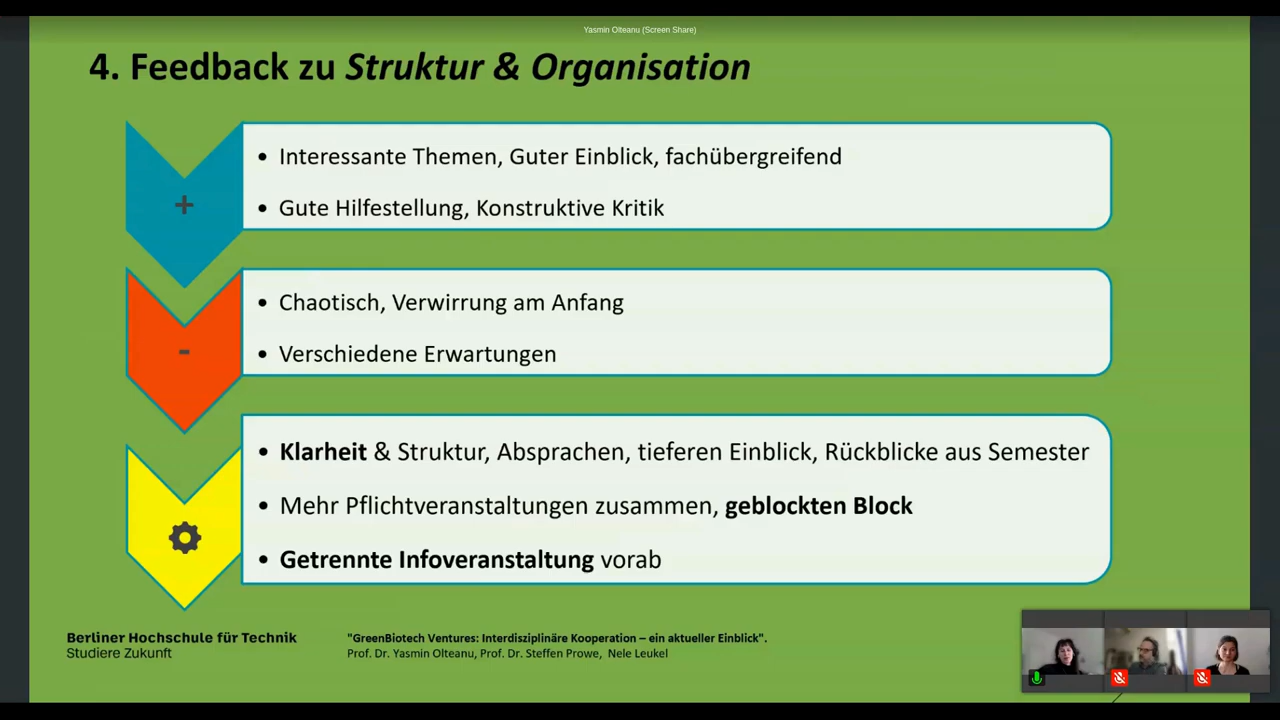 Yasmin Olteanu (Screen Share)
4. Feedback zu Struktur & Organisation
+
• Interessante Themen, Guter Einblick, fachübergreifend
• Gute Hilfestellung, Konstruktive Kritik
-
• Chaotisch, Verwirrung am Anfang
• Verschiedene Erwartungen
• Klarheit & Struktur, Absprachen, tieferen Einblick, Rückblicke aus Semester
• Mehr Pflichtveranstaltungen zusammen, geblockten Block
• Getrennte Infoveranstaltung vorab
Berliner Hochschule für Technik
Studiere Zukunft
"GreenBiotech Ventures: Interdisziplinäre Kooperation – ein aktueller Einblick".
Prof. Dr. Yasmin Olteanu, Prof. Dr. Steffen Prowe, Nele Leukel